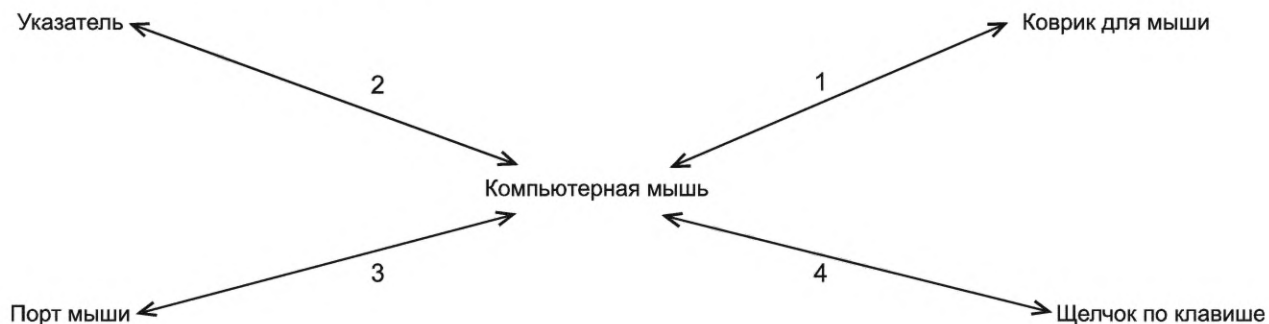 Указатель
Коврик для мыши
2
1
Компьютерная мышь
3
4
Порт мыши
Щелчок по клавише